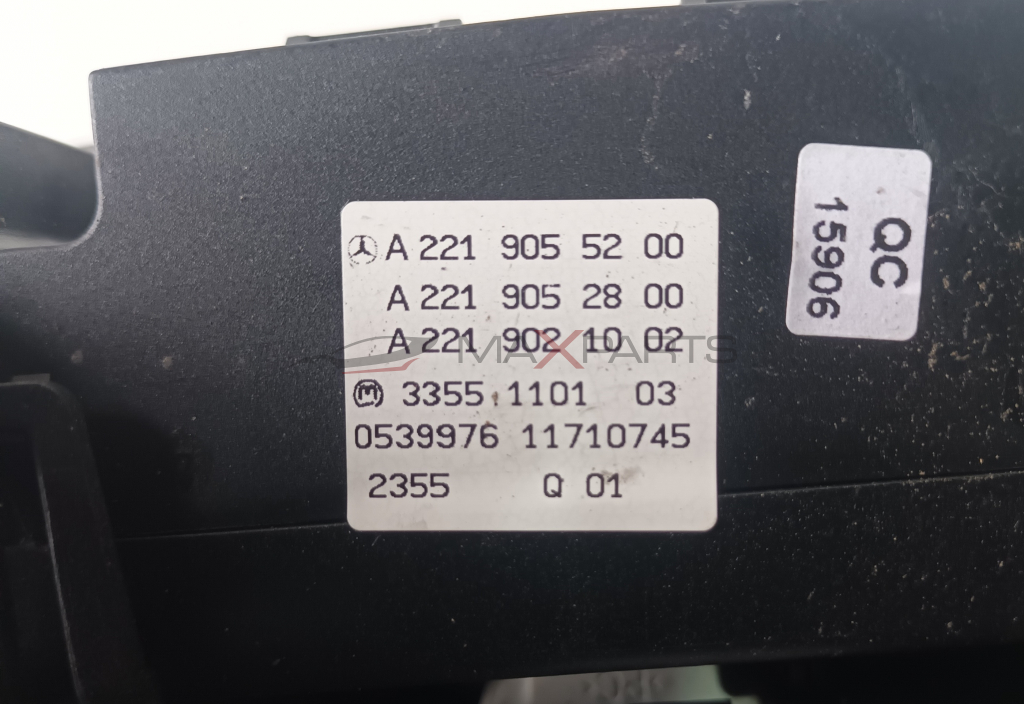 A 221 905 52 00
A 221 905 28 00
A 221 902 10 02
MAXPARTS
M 3355 1101 03
0539976 11710745
2355 Q 01
QC
15906